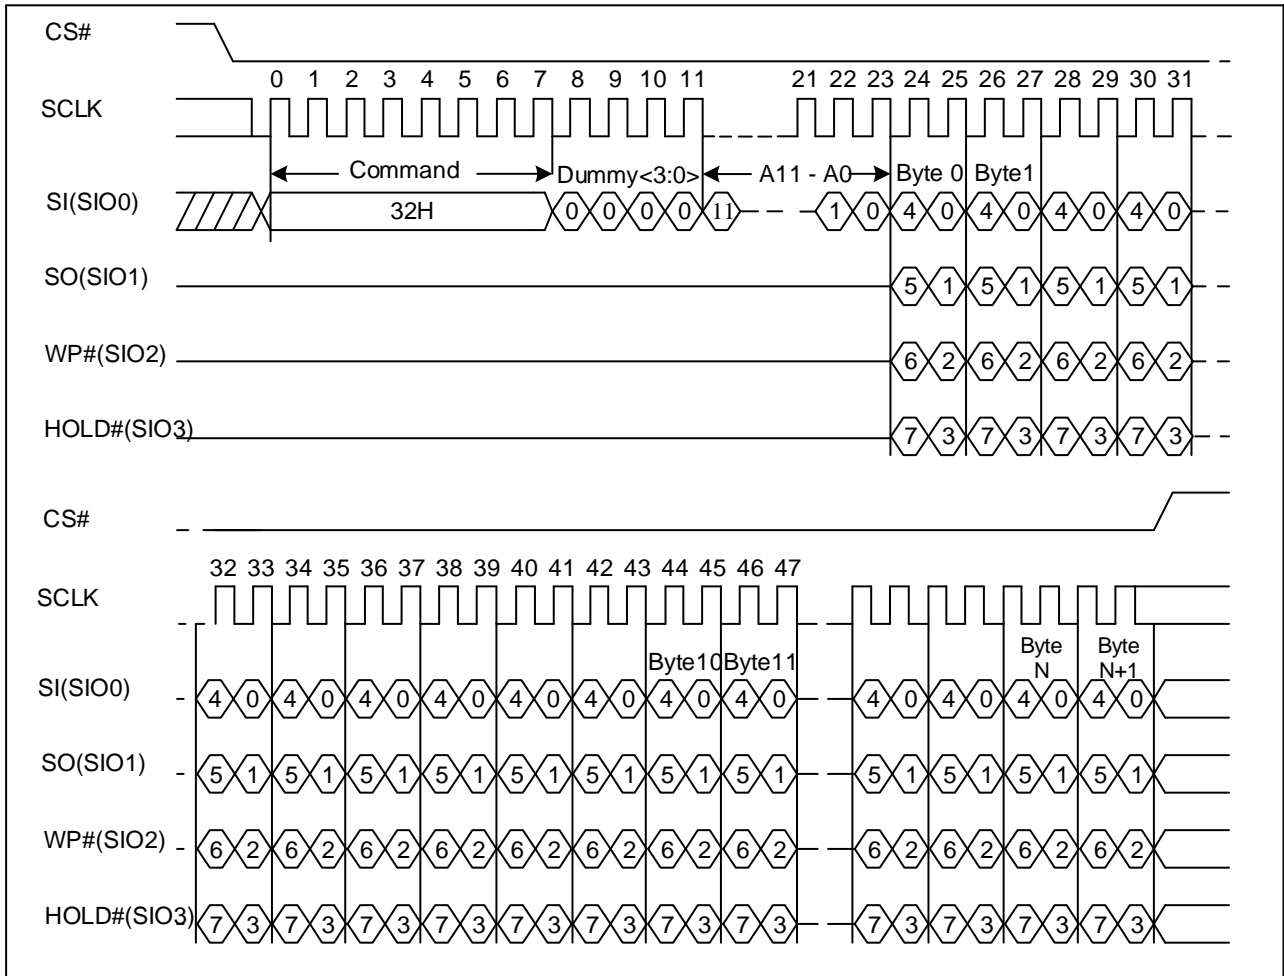 CS#
0 1 2 3 4 5 6 7 8 9 10 11 21 22 23 24 25 26 27 28 29 30 31
SCLK
Command Dummy<3:0> A11 - A0 Byte 0 Byte1
SI(SIO0) 32H 0 0 0 0 11 1 0 4 0 4 0 4 0 4 0
SO(SIO1) 5 1 5 1 5 1 5 1
WP#(SIO2) 6 2 6 2 6 2 6 2
HOLD#(SIO3) 7 3 7 3 7 3 7 3
CS#
32 33 34 35 36 37 38 39 40 41 42 43 44 45 46 47
SCLK
Byte10 Byte11 Byte N Byte N+1
SI(SIO0) 4 0 4 0 4 0 4 0 4 0 4 0 4 0 4 0 4 0 4 0 4 0 4 0
SO(SIO1) 5 1 5 1 5 1 5 1 5 1 5 1 5 1 5 1 5 1 5 1 5 1 5 1
WP#(SIO2) 6 2 6 2 6 2 6 2 6 2 6 2 6 2 6 2 6 2 6 2 6 2 6 2
HOLD#(SIO3) 7 3 7 3 7 3 7 3 7 3 7 3 7 3 7 3 7 3 7 3 7 3 7 3